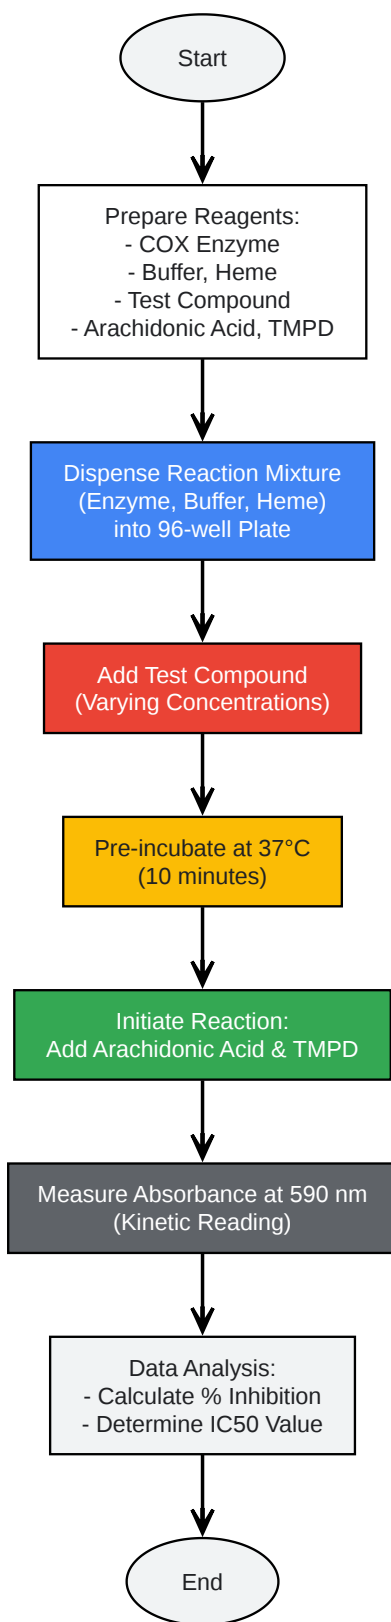 Start
Prepare Reagents:
- COX Enzyme
- Buffer, Heme
- Test Compound
- Arachidonic Acid, TMPD
Dispense Reaction Mixture
(Enzyme, Buffer, Heme)
into 96-well Plate
Add Test Compound
(Varying Concentrations)
Pre-incubate at 37°C
(10 minutes)
Initiate Reaction:
Add Arachidonic Acid & TMPD
Measure Absorbance at 590 nm
(Kinetic Reading)
Data Analysis:
- Calculate % Inhibition
- Determine IC50 Value
End